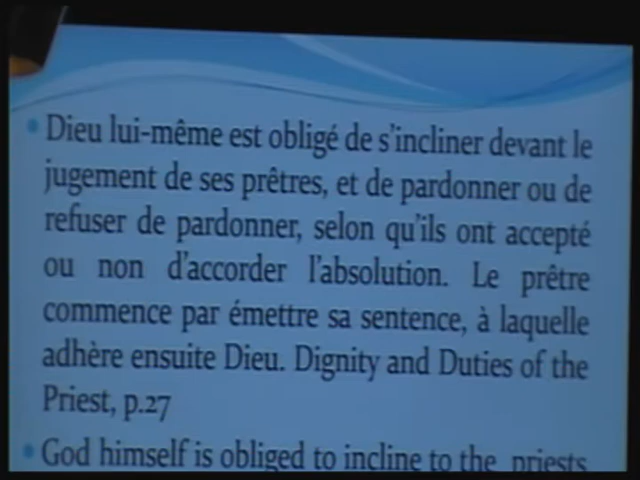 • Dieu lui-même est obligé de s'incliner devant le
jugement de ses prêtres, et de pardonner ou de
refuser de pardonner, selon qu'ils ont accepté
ou non d'accorder l'absolution. Le prêtre
commence par émettre sa sentence, à laquelle
adhère ensuite Dieu. Dignity and Duties of the
Priest, p.27
• God himself is obliged to incline to the priests